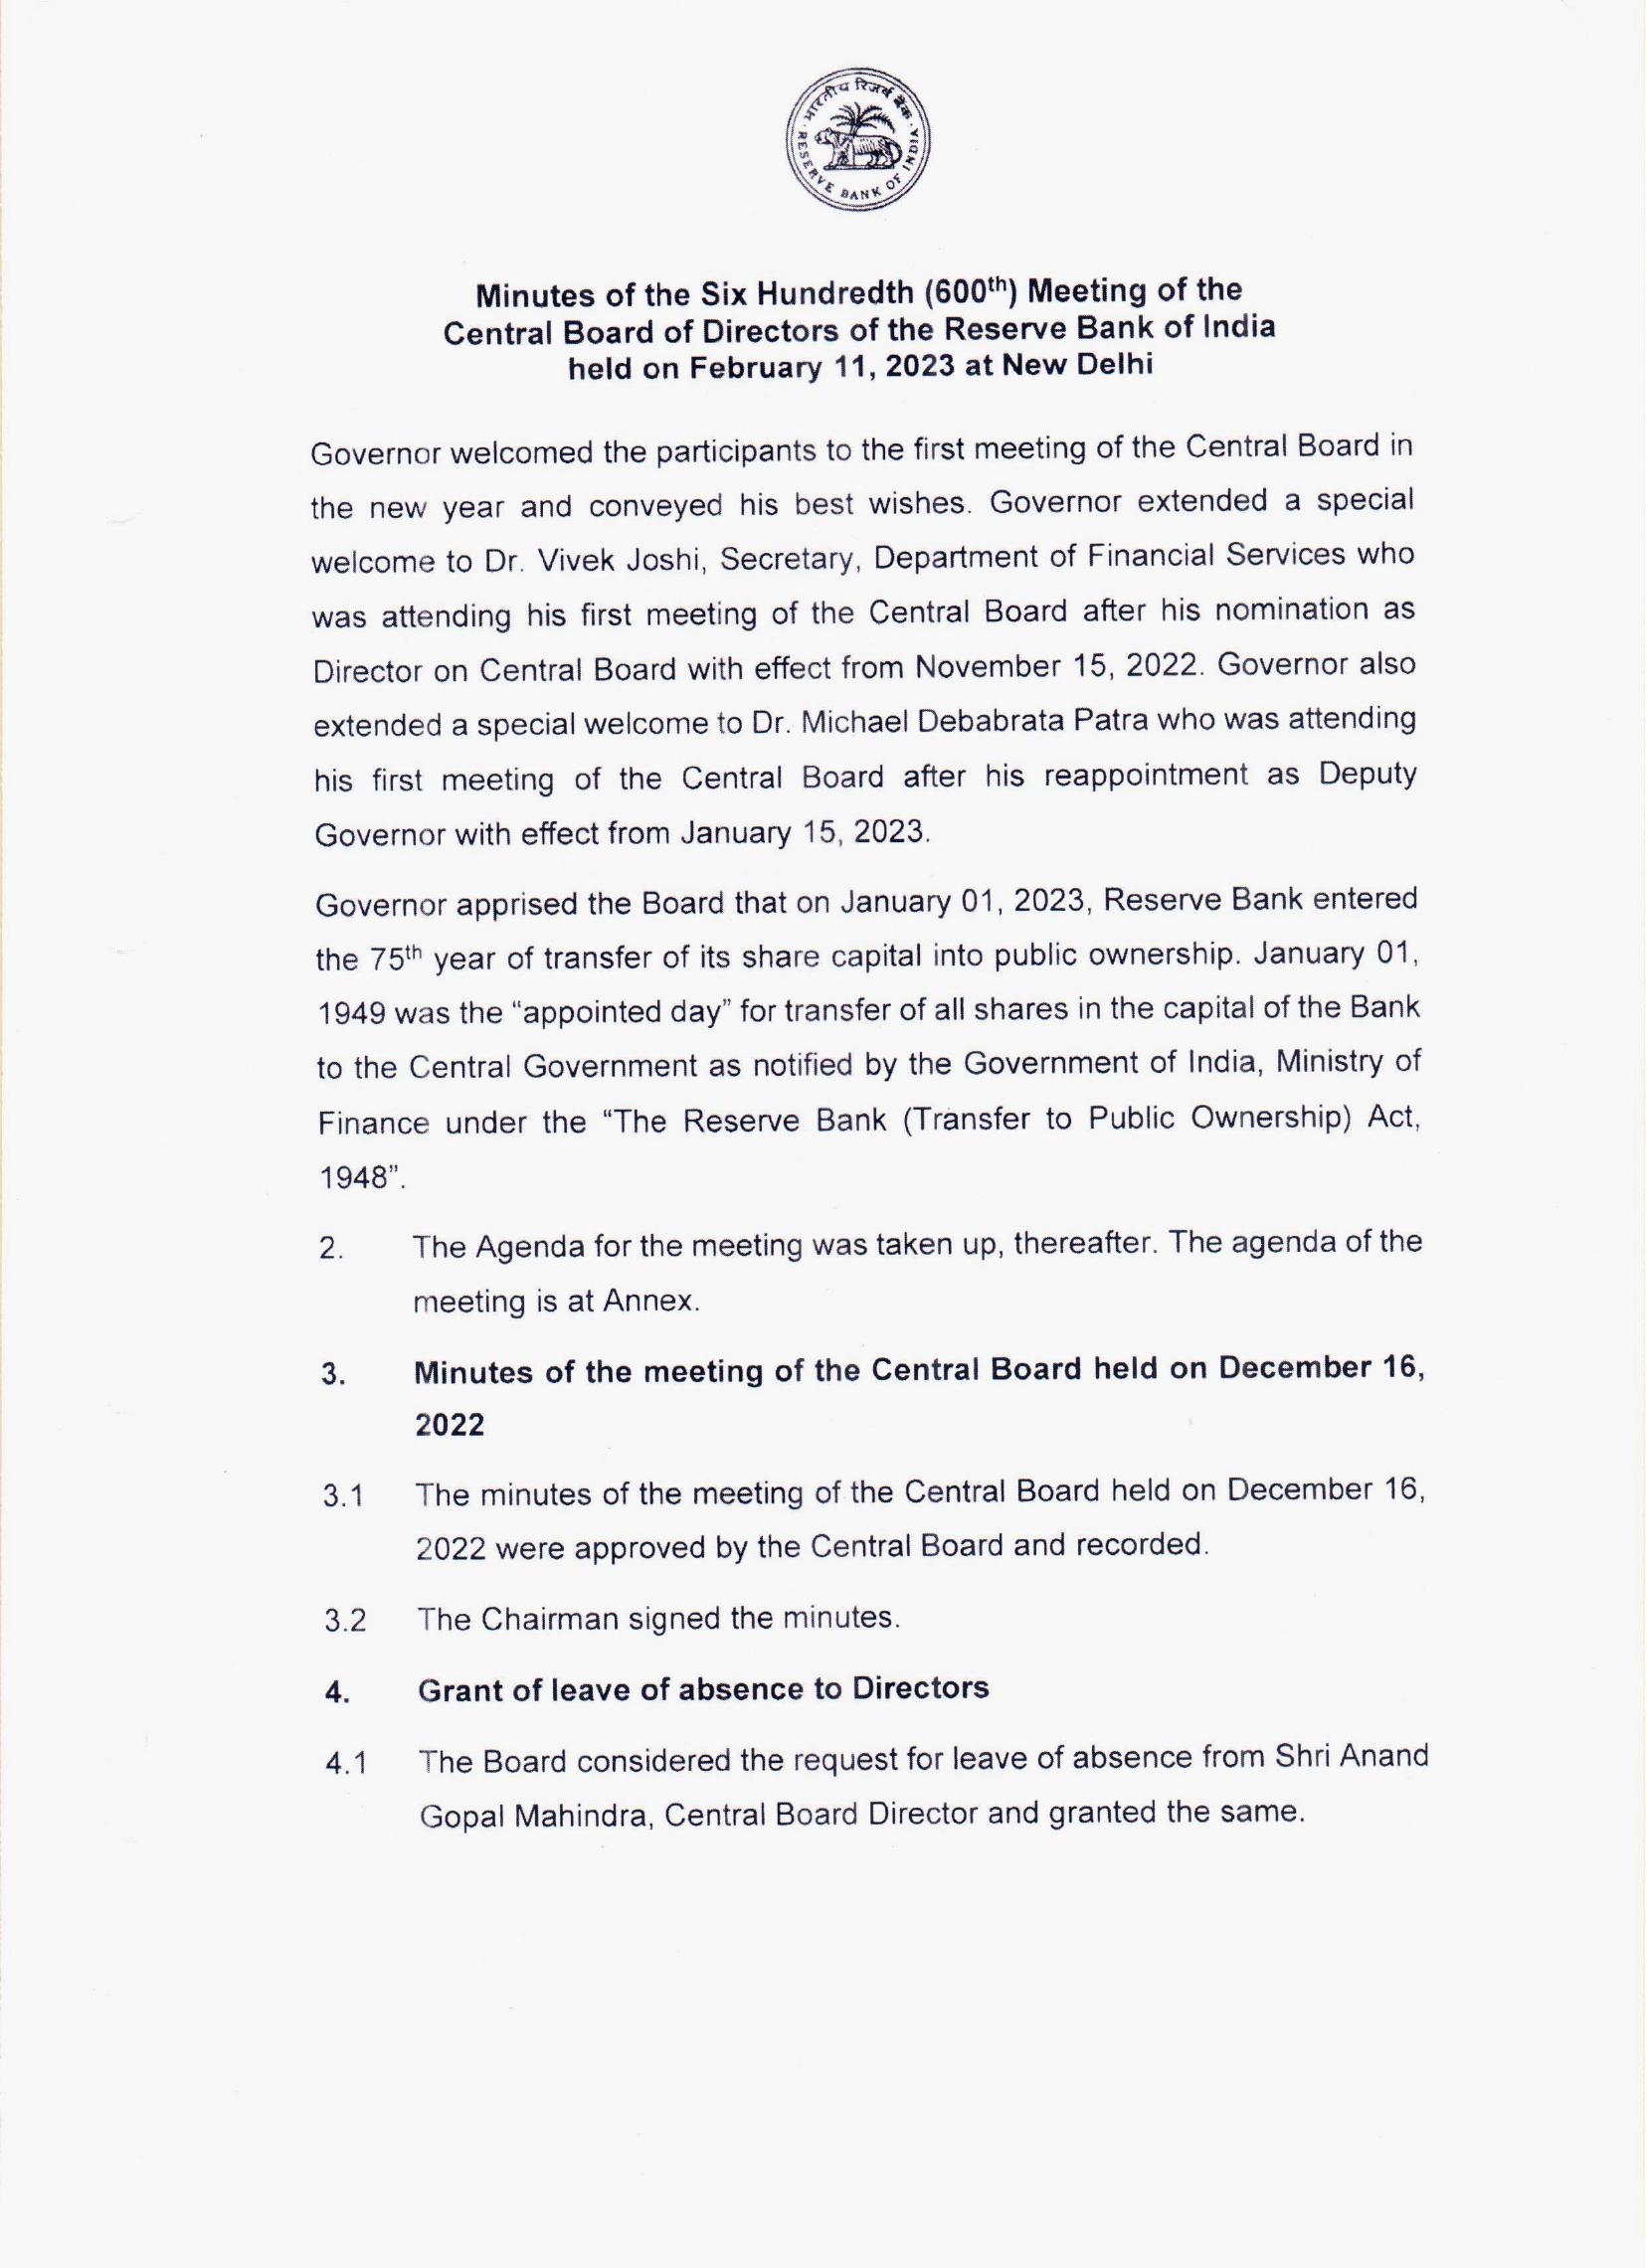 भारतीय रिज़र्व बैंक
RESERVE BANK OF INDIA
Minutes of the Six Hundredth (600th) Meeting of the
Central Board of Directors of the Reserve Bank of India
held on February 11, 2023 at New Delhi
Governor welcomed the participants to the first meeting of the Central Board in
the new year and conveyed his best wishes. Governor extended a special
welcome to Dr. Vivek Joshi, Secretary, Department of Financial Services who
was attending his first meeting of the Central Board after his nomination as
Director on Central Board with effect from November 15, 2022. Governor also
extended a special welcome to Dr. Michael Debabrata Patra who was attending
his first meeting of the Central Board after his reappointment as Deputy
Governor with effect from January 15, 2023.
Governor apprised the Board that on January 01, 2023, Reserve Bank entered
the 75th year of transfer of its share capital into public ownership. January 01,
1949 was the “appointed day” for transfer of all shares in the capital of the Bank
to the Central Government as notified by the Government of India, Ministry of
Finance under the “The Reserve Bank (Transfer to Public Ownership) Act,
1948”.
2. The Agenda for the meeting was taken up, thereafter. The agenda of the
meeting is at Annex.
3. Minutes of the meeting of the Central Board held on December 16,
2022
3.1 The minutes of the meeting of the Central Board held on December 16,
2022 were approved by the Central Board and recorded.
3.2 The Chairman signed the minutes.
4. Grant of leave of absence to Directors
4.1 The Board considered the request for leave of absence from Shri Anand
Gopal Mahindra, Central Board Director and granted the same.